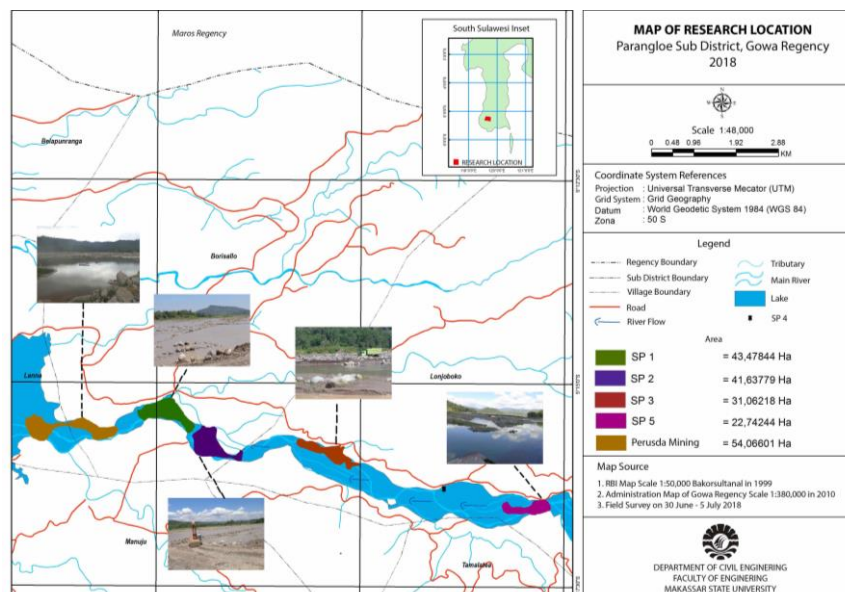 Maros Regency
South Sulawesi Inset
RESEARCH LOCATION
Belapunranga
Borisallo
Lanna
Lonjoboko
Manuju
Tamalatea
MAP OF RESEARCH LOCATION
Parangloe Sub District, Gowa Regency
2018
Scale 1:48,000
0 0.48 0.96 1.92 2.88
KM
Coordinate System References
Projection : Universal Transverse Mecator (UTM)
Grid System : Grid Geography
Datum : World Geodetic System 1984 (WGS 84)
Zona : 50 S
Legend
Regency Boundary
Sub District Boundary
Village Boundary
Road
River Flow
Tributary
Main River
Lake
SP 4
Area
SP 1 = 43,47844 Ha
SP 2 = 41,63779 Ha
SP 3 = 31,06218 Ha
SP 5 = 22,74244 Ha
Perusda Mining = 54,06601 Ha
Map Source
1. RBI Map Scale 1:50,000 Bakorsultanal in 1999
2. Administration Map of Gowa Regency Scale 1:380,000 in 2010
3. Field Survey on 30 June - 5 July 2018
DEPARTMENT OF CIVIL ENGINERING
FACULTY OF ENGINERING
MAKASSAR STATE UNIVERSITY